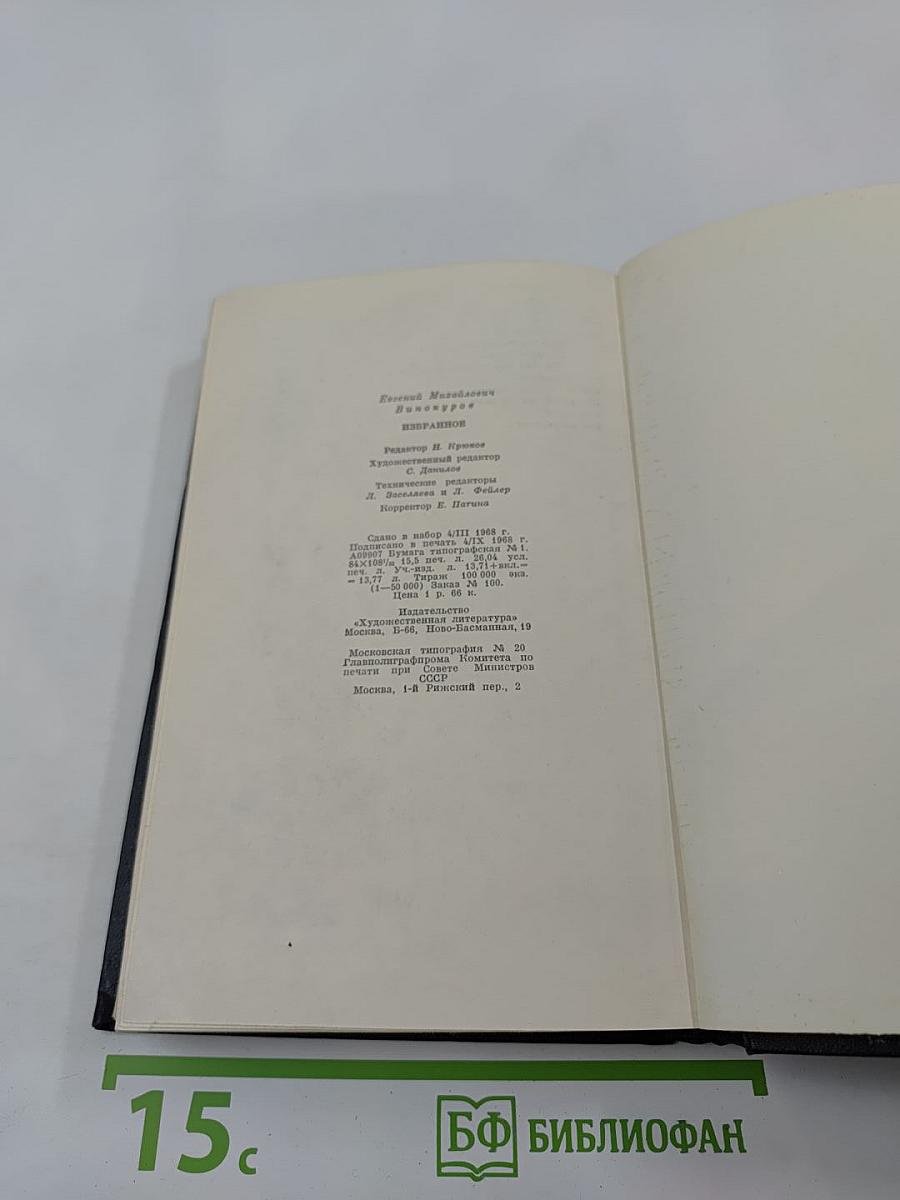 Евгений Михайлович
Винокуров
ИЗБРАННОЕ
Редактор Н. Крюков
Художественный редактор
С. Данилов
Технические редакторы
Л. Заселяева и Л. Фейлер
Корректор Е. Патина
Сдано в набор 4/III 1968 г.
Подписано в печать 4/IX 1968 г.
А09907 Бумага типографская № 1.
84×108¹/₃₂ 15,5 печ. л. 26,04 усл.
печ. л. Уч.-изд. л. 13,71+вкл.=
= 13,77 л. Тираж 100 000 экз.
(1—50 000) Заказ № 100.
Цена 1 р. 66 к.
Издательство
«Художественная литература»
Москва, Б-66, Ново-Басманная, 19
Московская типография № 20
Главполиграфпрома Комитета по
печати при Совете Министров
СССР
Москва, 1-й Рижский пер., 2
15 с
БФ БИБЛИОФАН